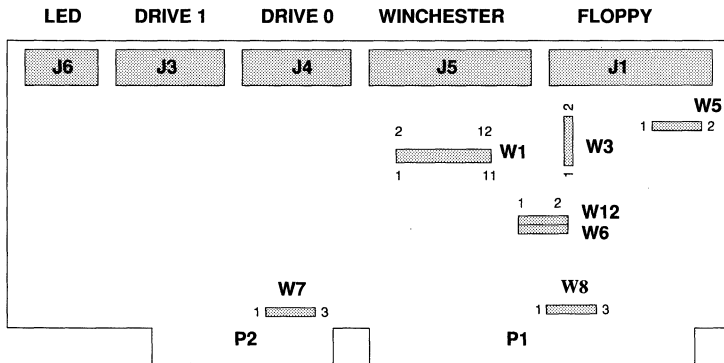 LED DRIVE 1 DRIVE 0 WINCHESTER FLOPPY
J6 J3 J4 J5 J1
W5
1 2
2
W3
1
2 12
W1
1 11
1 2
W12
W6
W7
1 3
W8
1 3
P2 P1